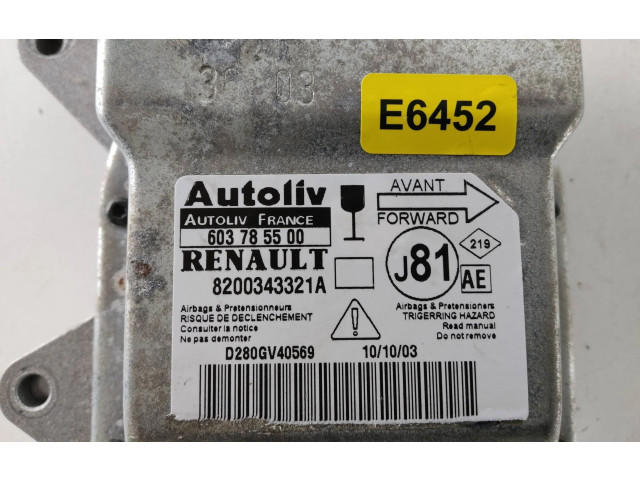 E6452
Autoliv
AUTOLIV FRANCE
603 78 55 00
RENAULT
8200343321A
AVANT
FORWARD
J81
219
AE
Airbags & Pretensionneurs
RISQUE DE DECLENCHEMENT
Consulter la notice
Ne pas demonter
Airbags & Pretensioners
TRIGERRING HAZARD
Read manual
Do not remove
D280GV40569 10/10/03